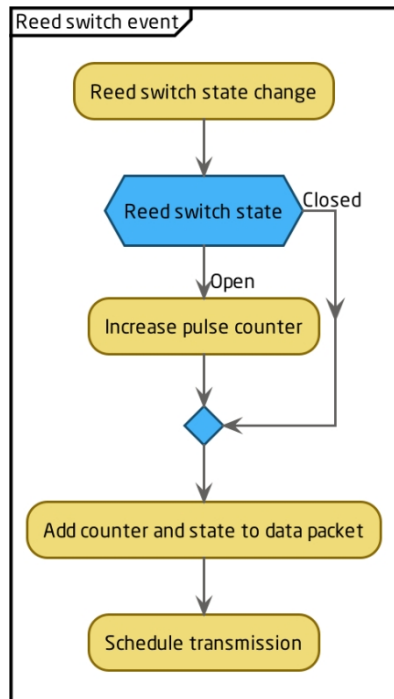 Reed switch event
Reed switch state change
Reed switch state
Closed
Open
Increase pulse counter
Add counter and state to data packet
Schedule transmission